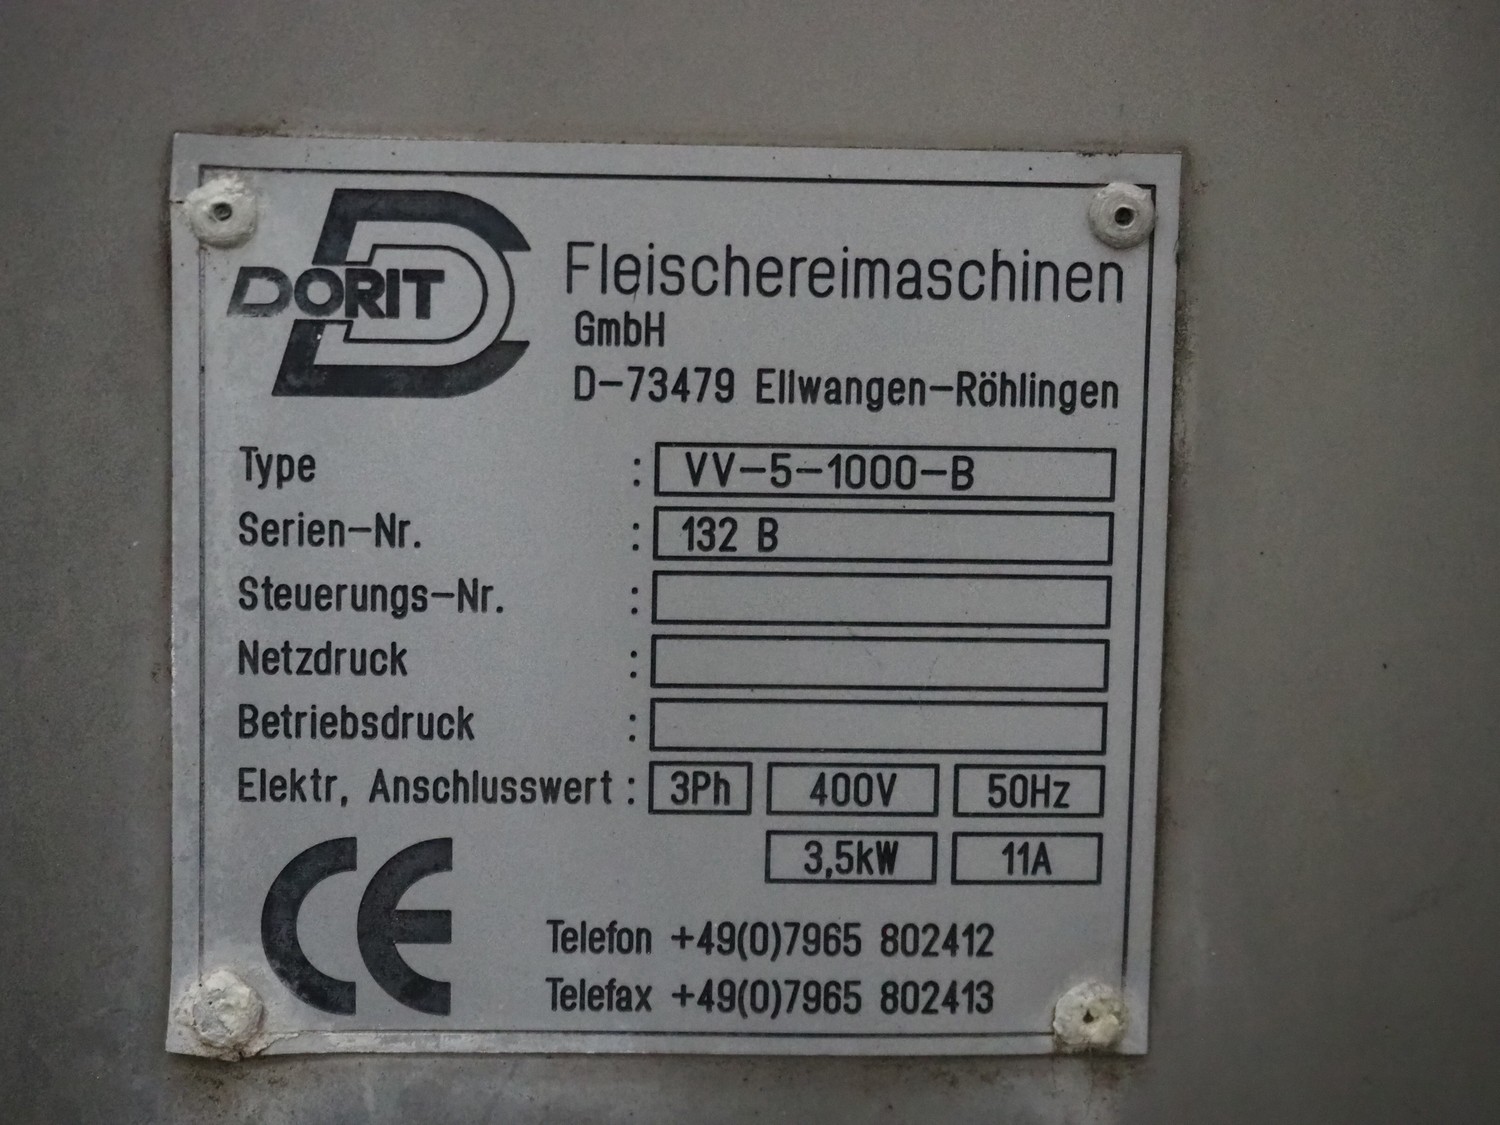 DORIT
Fleischereimaschinen
GmbH
D-73479 Ellwangen-Röhlingen
Type : VV-5-1000-B
Serien-Nr. : 132 B
Steuerungs-Nr. :
Netzdruck :
Betriebsdruck :
Elektr, Anschlusswert : 3Ph 400V 50Hz
3,5kW 11A
CE
Telefon +49(0)7965 802412
Telefax +49(0)7965 802413